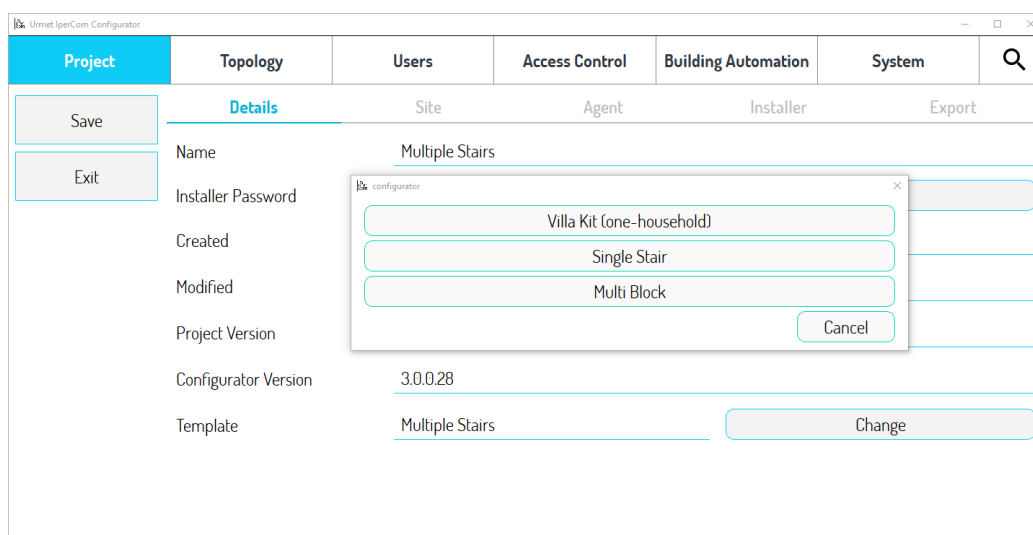 Urmet IperCom Configurator
Project Topology Users Access Control Building Automation System
Save
Exit
Details Site Agent Installer Export
Name Multiple Stairs
Installer Password
Created
Modified
Project Version
Configurator Version 3.0.0.28
Template Multiple Stairs Change
configurator
Villa Kit (one-household)
Single Stair
Multi Block
Cancel